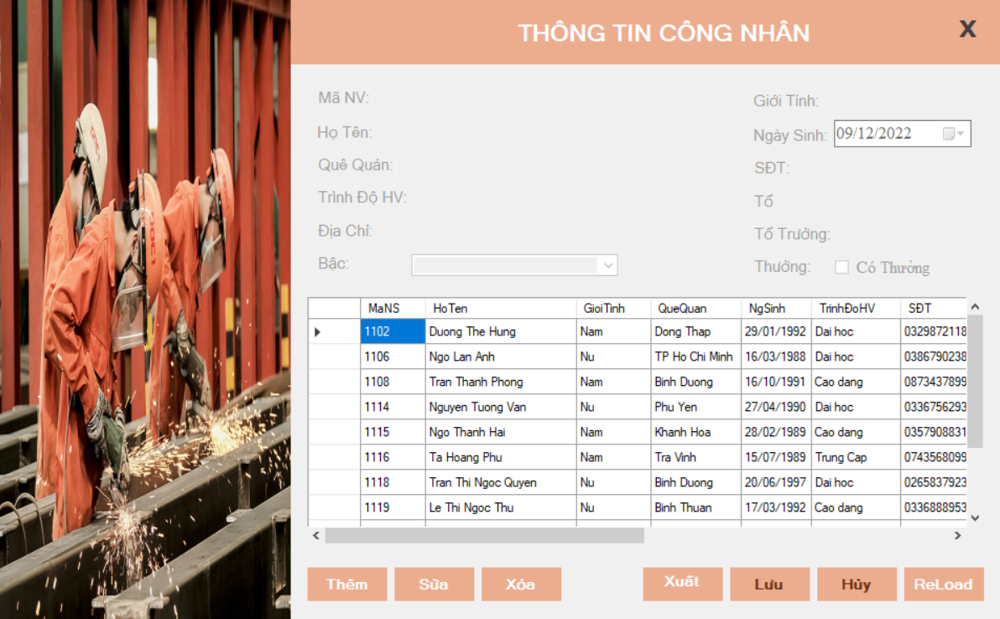 THÔNG TIN CÔNG NHÂN
X
Mã NV:
Giới Tính:
Họ Tên:
Ngày Sinh: 09/12/2022
Quê Quán:
SĐT:
Trình Độ HV:
Tổ
Địa Chỉ:
Tổ Trưởng:
Bậc:
Thưởng: Có Thưởng
MaNS HoTen GioiTinh QueQuan NgSinh TrinhĐoHV SĐT
1102 Duong The Hung Nam Dong Thap 29/01/1992 Dai hoc 0329872118
1106 Ngo Lan Anh Nu TP Ho Chi Minh 16/03/1988 Dai hoc 0386790238
1108 Tran Thanh Phong Nam Binh Duong 16/10/1991 Cao dang 0873437899
1114 Nguyen Tuong Van Nu Phu Yen 27/04/1990 Dai hoc 0336756293
1115 Ngo Thanh Hai Nam Khanh Hoa 28/02/1989 Cao dang 0357908831
1116 Ta Hoang Phu Nam Tra Vinh 15/07/1989 Trung Cap 0743568099
1118 Tran Thi Ngoc Quyen Nu Binh Duong 20/06/1997 Dai hoc 0265837923
1119 Le Thi Ngoc Thu Nu Binh Thuan 17/03/1992 Cao dang 0336888953
Thêm Sửa Xóa Xuất Lưu Hủy ReLoad